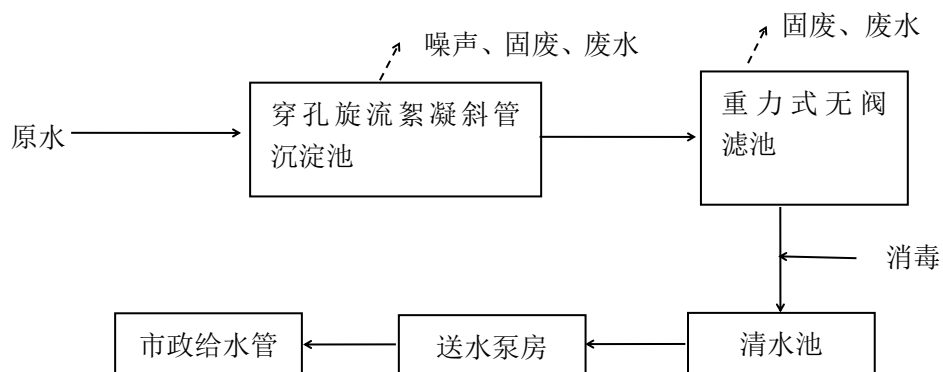 固废、废水
噪声、固废、废水
穿孔旋流絮凝斜管
沉淀池
重力式无阀
滤池
原水
消毒
市政给水管
送水泵房
清水池